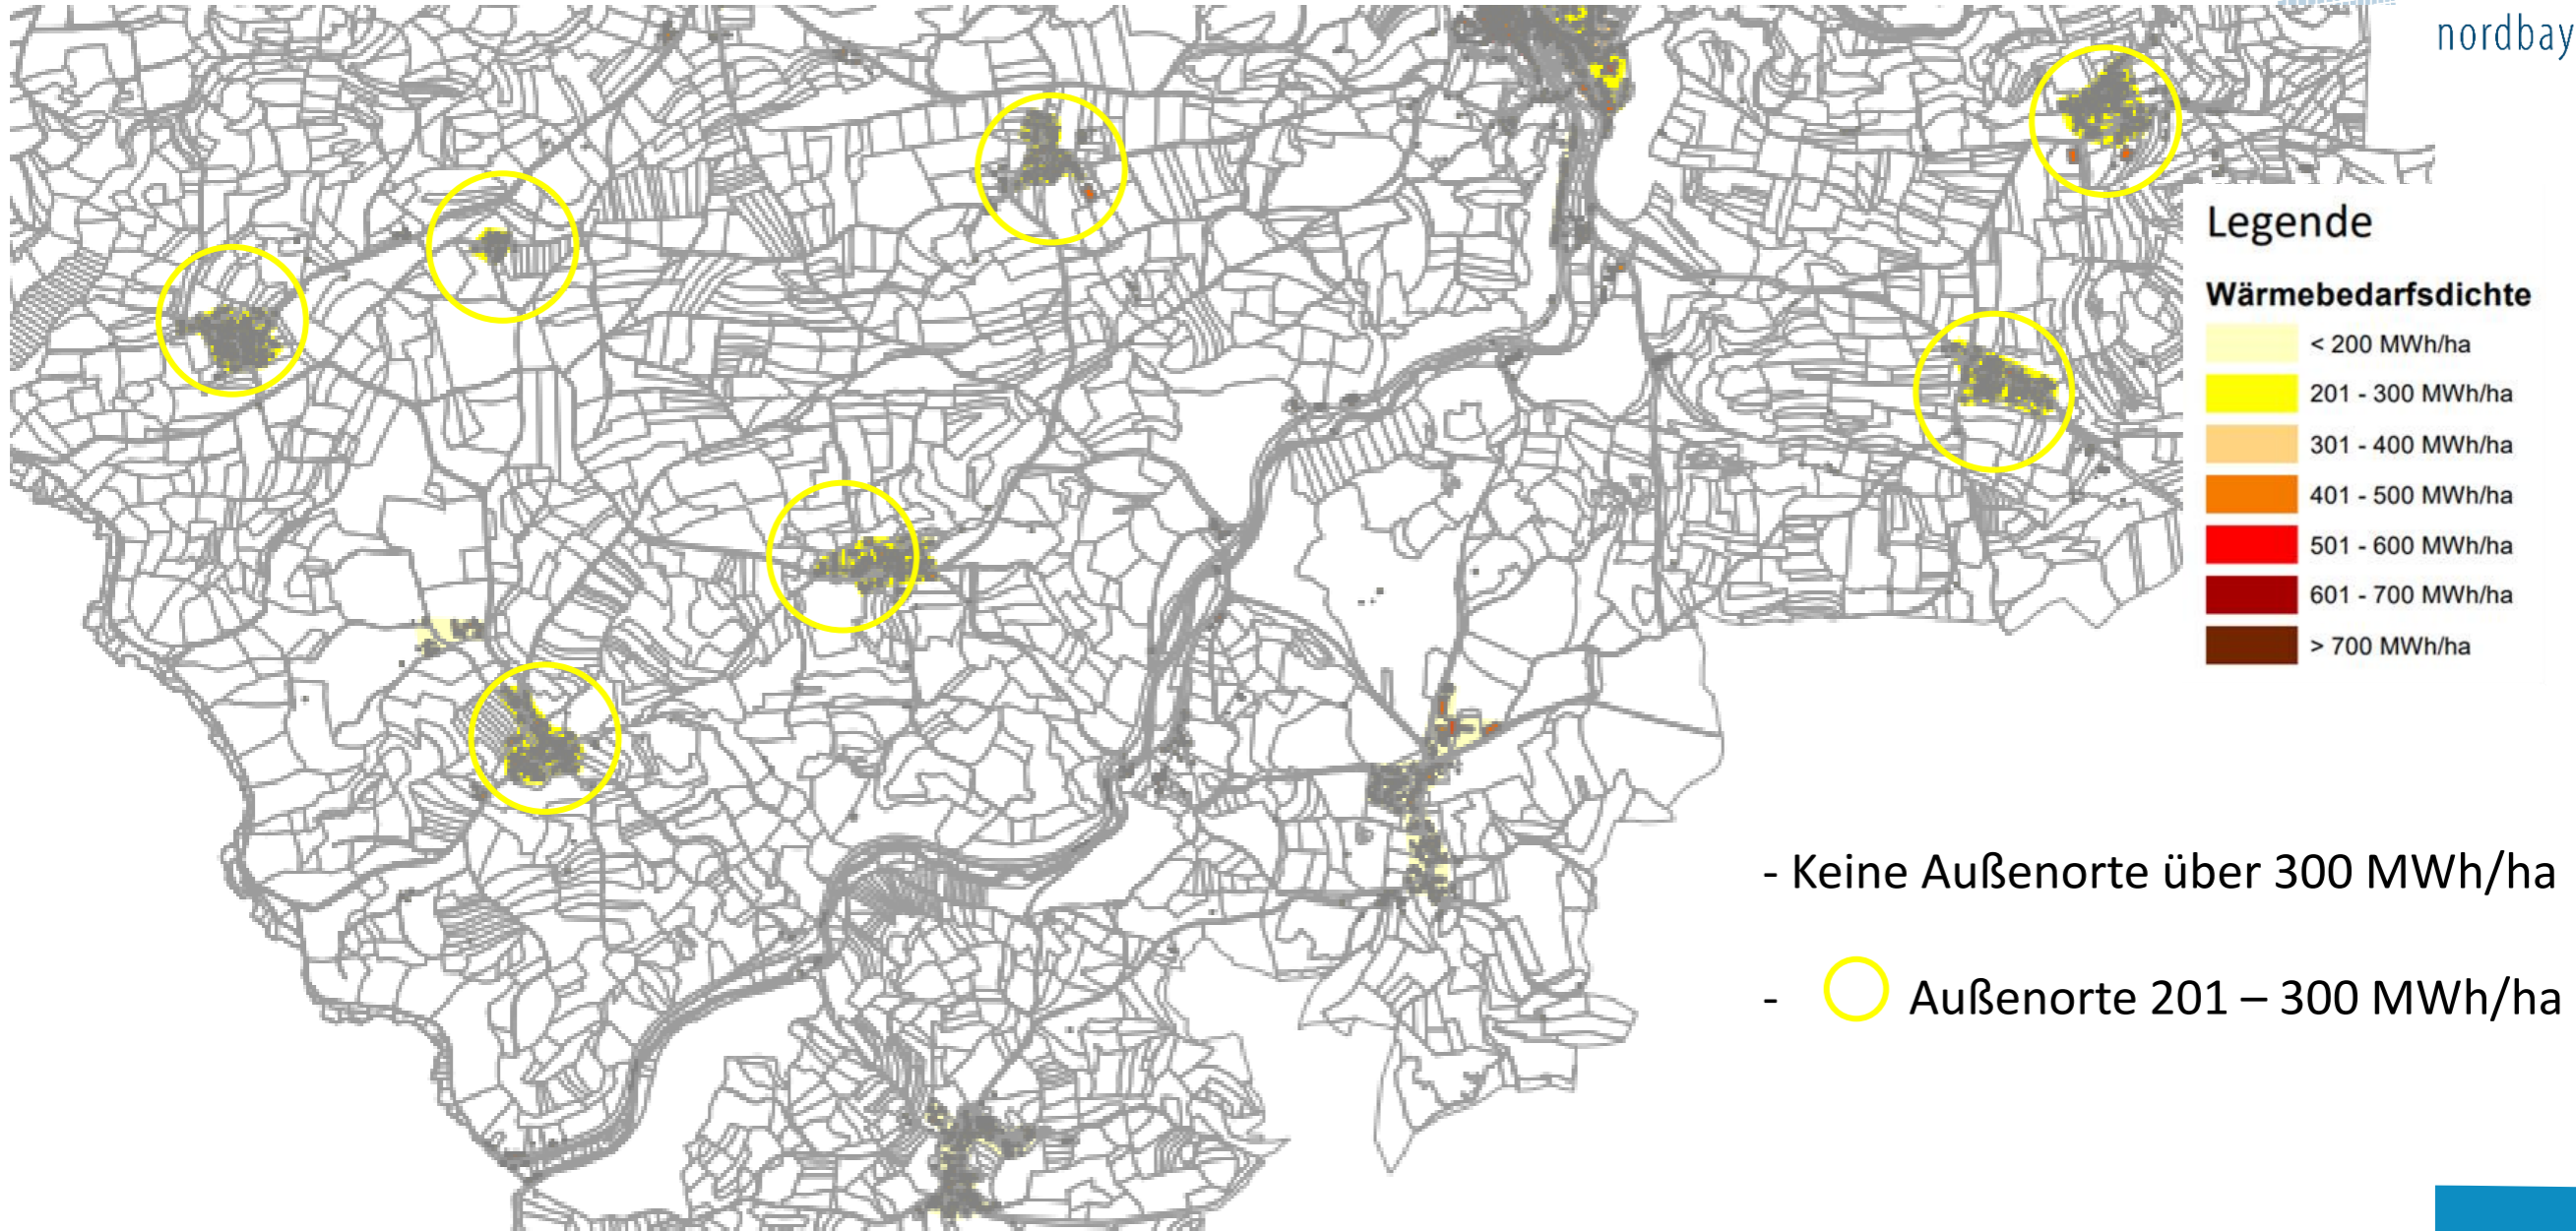 nordbay
Legende
Wärmebedarfsdichte
< 200 MWh/ha
201 - 300 MWh/ha
301 - 400 MWh/ha
401 - 500 MWh/ha
501 - 600 MWh/ha
601 - 700 MWh/ha
> 700 MWh/ha
- Keine Außenorte über 300 MWh/ha
- Außenorte 201 – 300 MWh/ha